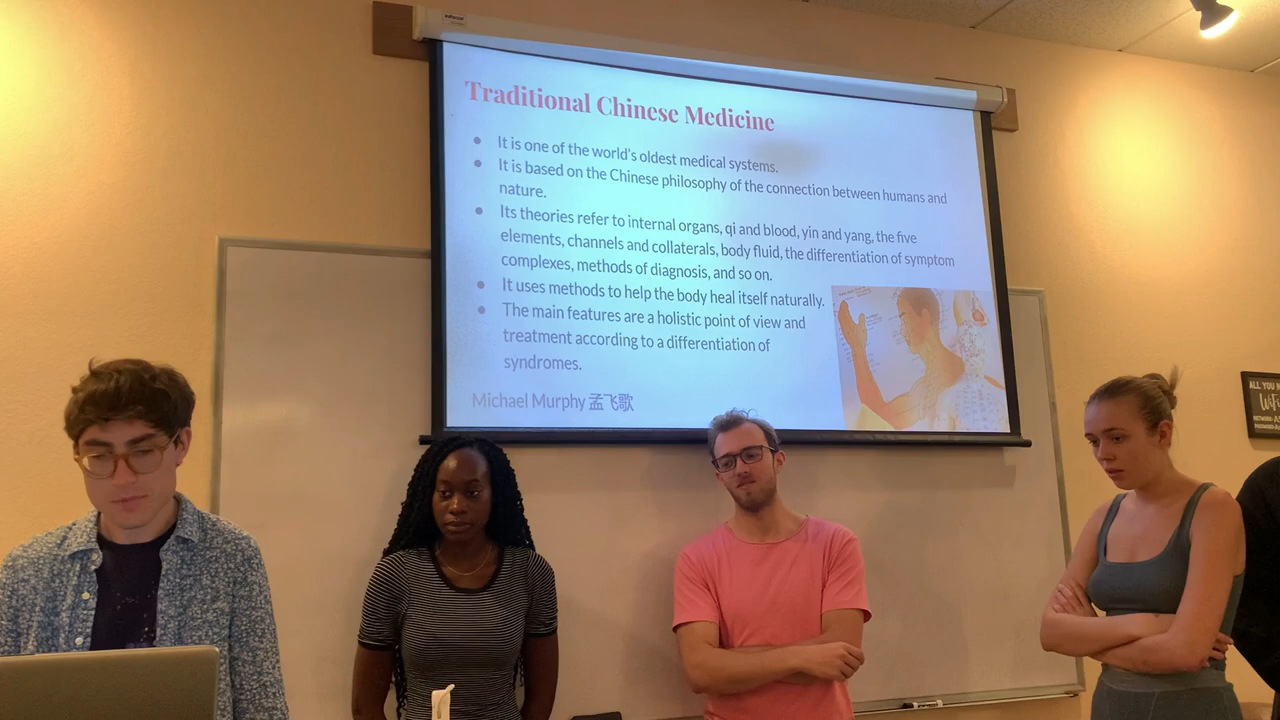 InFocus
Traditional Chinese Medicine
It is one of the world's oldest medical systems.
It is based on the Chinese philosophy of the connection between humans and
nature.
Its theories refer to internal organs, qi and blood, yin and yang, the five
elements, channels and collaterals, body fluid, the differentiation of symptom
complexes, methods of diagnosis, and so on.
It uses methods to help the body heal itself naturally.
The main features are a holistic point of view and
treatment according to a differentiation of
syndromes.
Michael Murphy 孟飞歌
ALL YOU